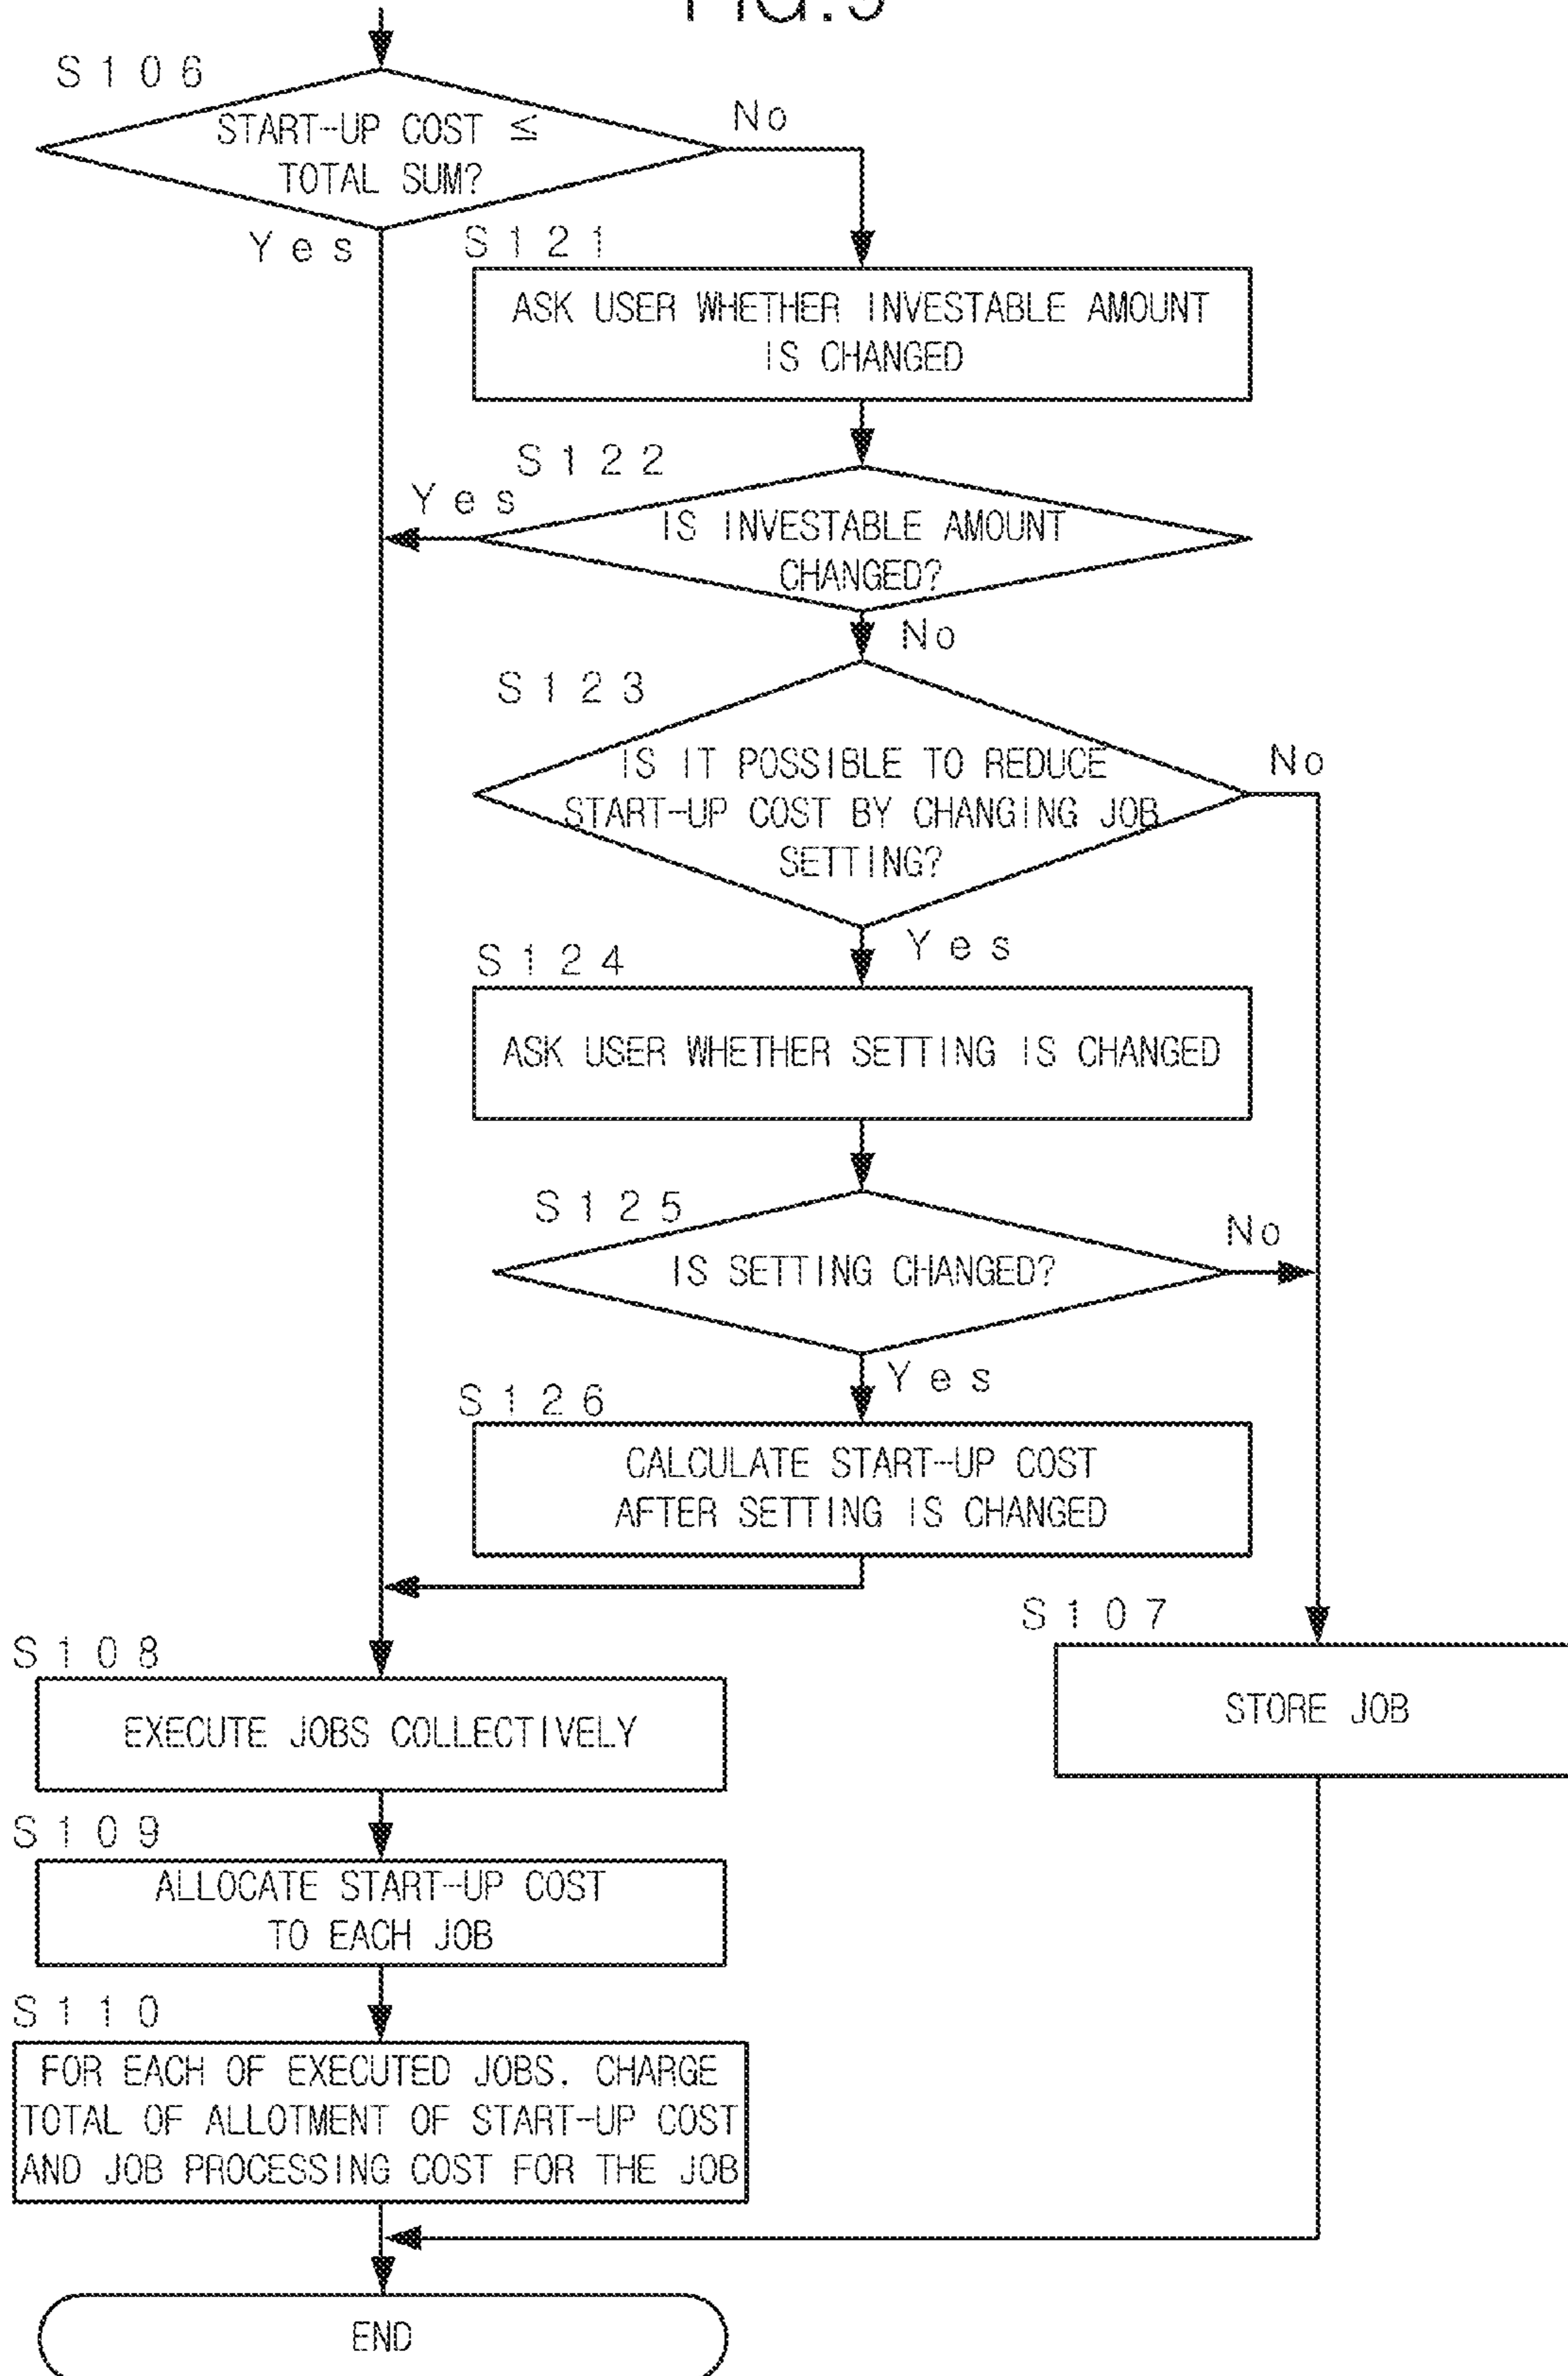 FIG.9
S106
START-UP COST ≦
TOTAL SUM?
No
Yes
S121
ASK USER WHETHER INVESTABLE AMOUNT
IS CHANGED
S122
Yes
IS INVESTABLE AMOUNT
CHANGED?
No
S123
IS IT POSSIBLE TO REDUCE
START-UP COST BY CHANGING JOB
SETTING?
No
Yes
S124
ASK USER WHETHER SETTING IS CHANGED
S125
No
IS SETTING CHANGED?
Yes
S126
CALCULATE START-UP COST
AFTER SETTING IS CHANGED
S107
STORE JOB
S108
EXECUTE JOBS COLLECTIVELY
S109
ALLOCATE START-UP COST
TO EACH JOB
S110
FOR EACH OF EXECUTED JOBS. CHARGE
TOTAL OF ALLOTMENT OF START-UP COST
AND JOB PROCESSING COST FOR THE JOB
END